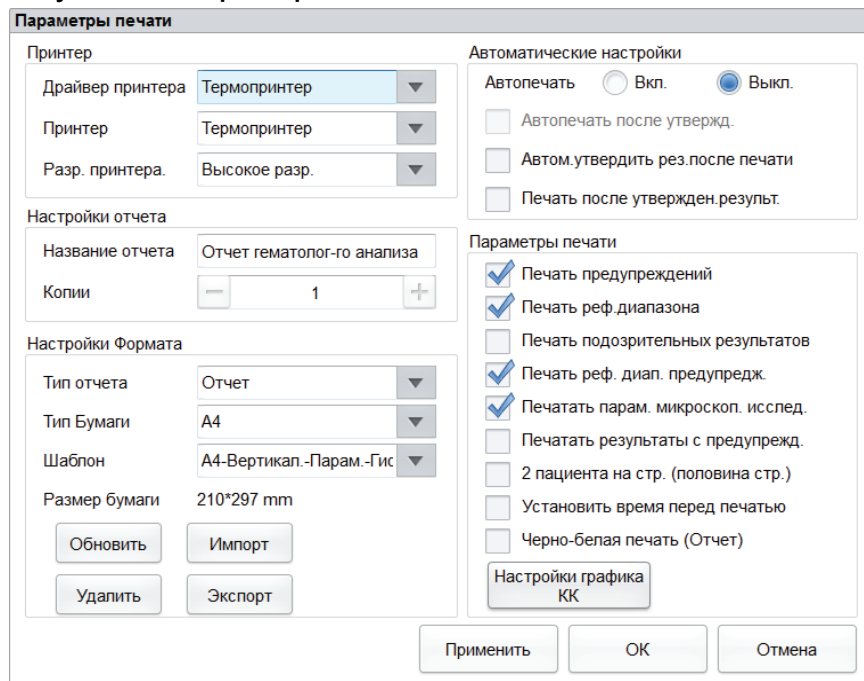 Параметры печати
Принтер
Драйвер принтера Термопринтер
Принтер Термопринтер
Разр. принтера. Высокое разр.
Настройки отчета
Название отчета Отчет гематолог-го анализа
Копии 1
Настройки Формата
Тип отчета Отчет
Тип Бумаги A4
Шаблон A4-Вертикал.-Парам.-Гис
Размер бумаги 210*297 mm
Обновить Импорт
Удалить Экспорт
Автоматические настройки
Автопечать Вкл. Выкл.
Автопечать после утвержд.
Автом.утвердить рез.после печати
Печать после утвержден.результ.
Параметры печати
Печать предупреждений
Печать реф.диапазона
Печать подозрительных результатов
Печать реф. диап. предупредж.
Печатать парам. микроскоп. исслед.
Печатать результаты с предупрежд.
2 пациента на стр. (половина стр.)
Установить время перед печатью
Черно-белая печать (Отчет)
Настройки графика
КК
Применить ОК Отмена